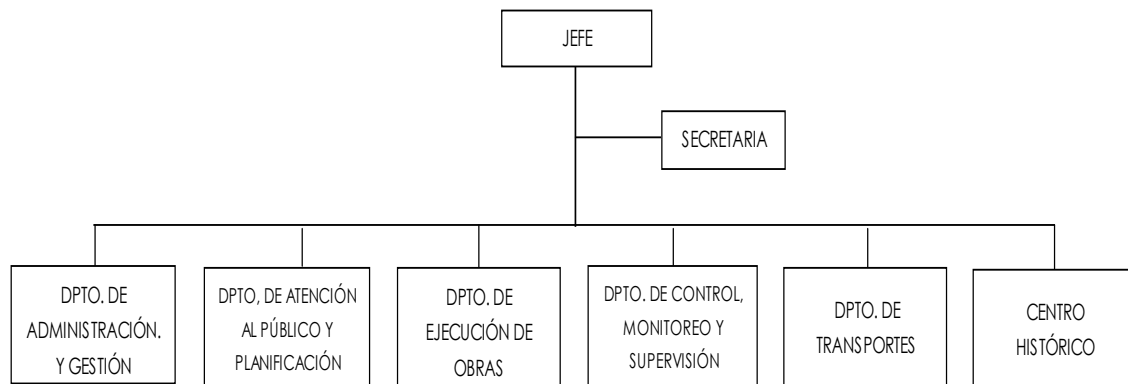 JEFE
SECRETARIA
DPTO. DE
ADMINISTRACIÓN.
Y GESTIÓN
DPTO, DE ATENCIÓN
AL PÚBLICO Y
PLANIFICACIÓN
DPTO. DE
EJECUCIÓN DE
OBRAS
DPTO. DE CONTROL,
MONITOREO Y
SUPERVISIÓN
DPTO. DE
TRANSPORTES
CENTRO
HISTÓRICO